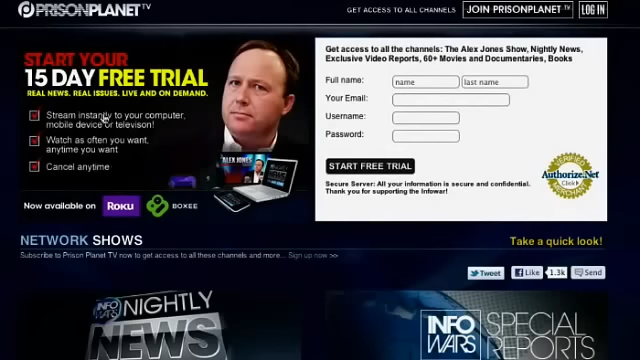 PRISONPLANET TV
GET ACCESS TO ALL CHANNELS: JOIN PRISONPLANET TV LOG IN
START YOUR
15 DAY FREE TRIAL
REAL NEWS. REAL ISSUES. LIVE AND ON DEMAND.
Stream instantly to your computer,
mobile device or televison!
Watch as often you want,
anytime you want
Cancel anytime
ALEX JONES
Now available on Roku BOXEE
Get access to all the channels: The Alex Jones Show, Nightly News,
Exclusive Video Reports, 60+ Movies and Documentaries, Books
Full name: name last name
Your Email:
Username:
Password:
START FREE TRIAL
Secure Server: All your information is secure and confidential.
Thank you for supporting the Infowar!
VERIFIED
Authorize.Net
Click
MERCHANT
NETWORK SHOWS
Take a quick look!
Subscribe to Prison Planet TV now to get access to all these channels and more... Sign up now >>
Tweet Like 1.3k Send
INFO WARS NIGHTLY
NEWS
INFO
WARS
SPECIAL
REPORTS